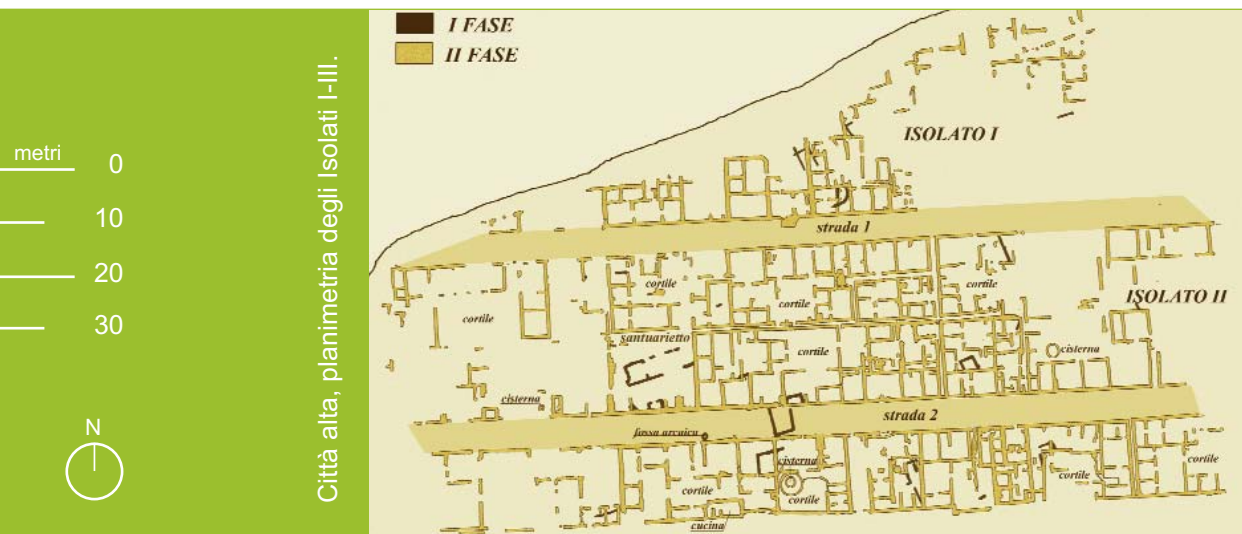 metri 0
10
20
30
N
Città alta, planimetria degli Isolati I-III.
I FASE
II FASE
ISOLATO I
strada 1
cortile
cortile
cortile
ISOLATO II
cortile
santuarietto
cortile
cisterna
cisterna
strada 2
fossa arcaica
cisterna
cortile
cortile
cortile
cortile
cucina